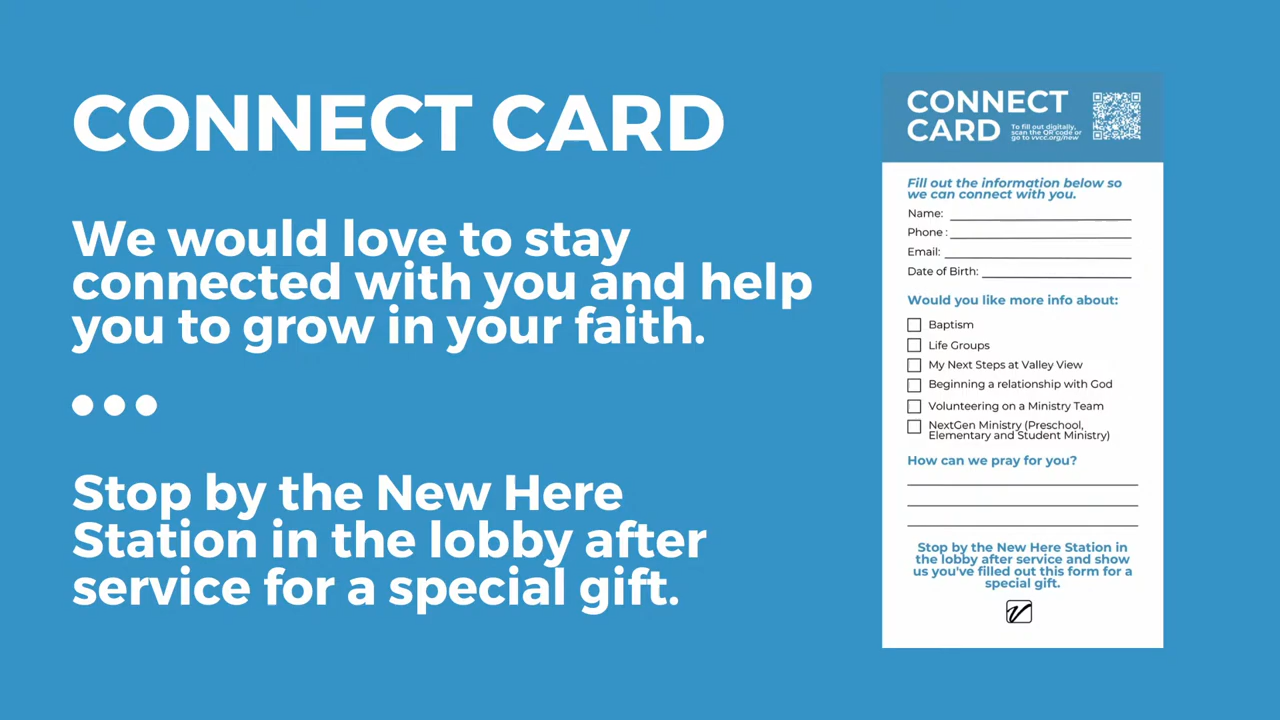 CONNECT CARD
We would love to stay
connected with you and help
you to grow in your faith.
Stop by the New Here
Station in the lobby after
service for a special gift.
CONNECT
CARD
To fill out digitally,
scan the QR code or
go to vvcc.org/new
Fill out the information below so
we can connect with you.
Name:
Phone :
Email:
Date of Birth:
Would you like more info about:
Baptism
Life Groups
My Next Steps at Valley View
Beginning a relationship with God
Volunteering on a Ministry Team
NextGen Ministry (Preschool,
Elementary and Student Ministry)
How can we pray for you?
Stop by the New Here Station in
the lobby after service and show
us you've filled out this form for a
special gift.
V